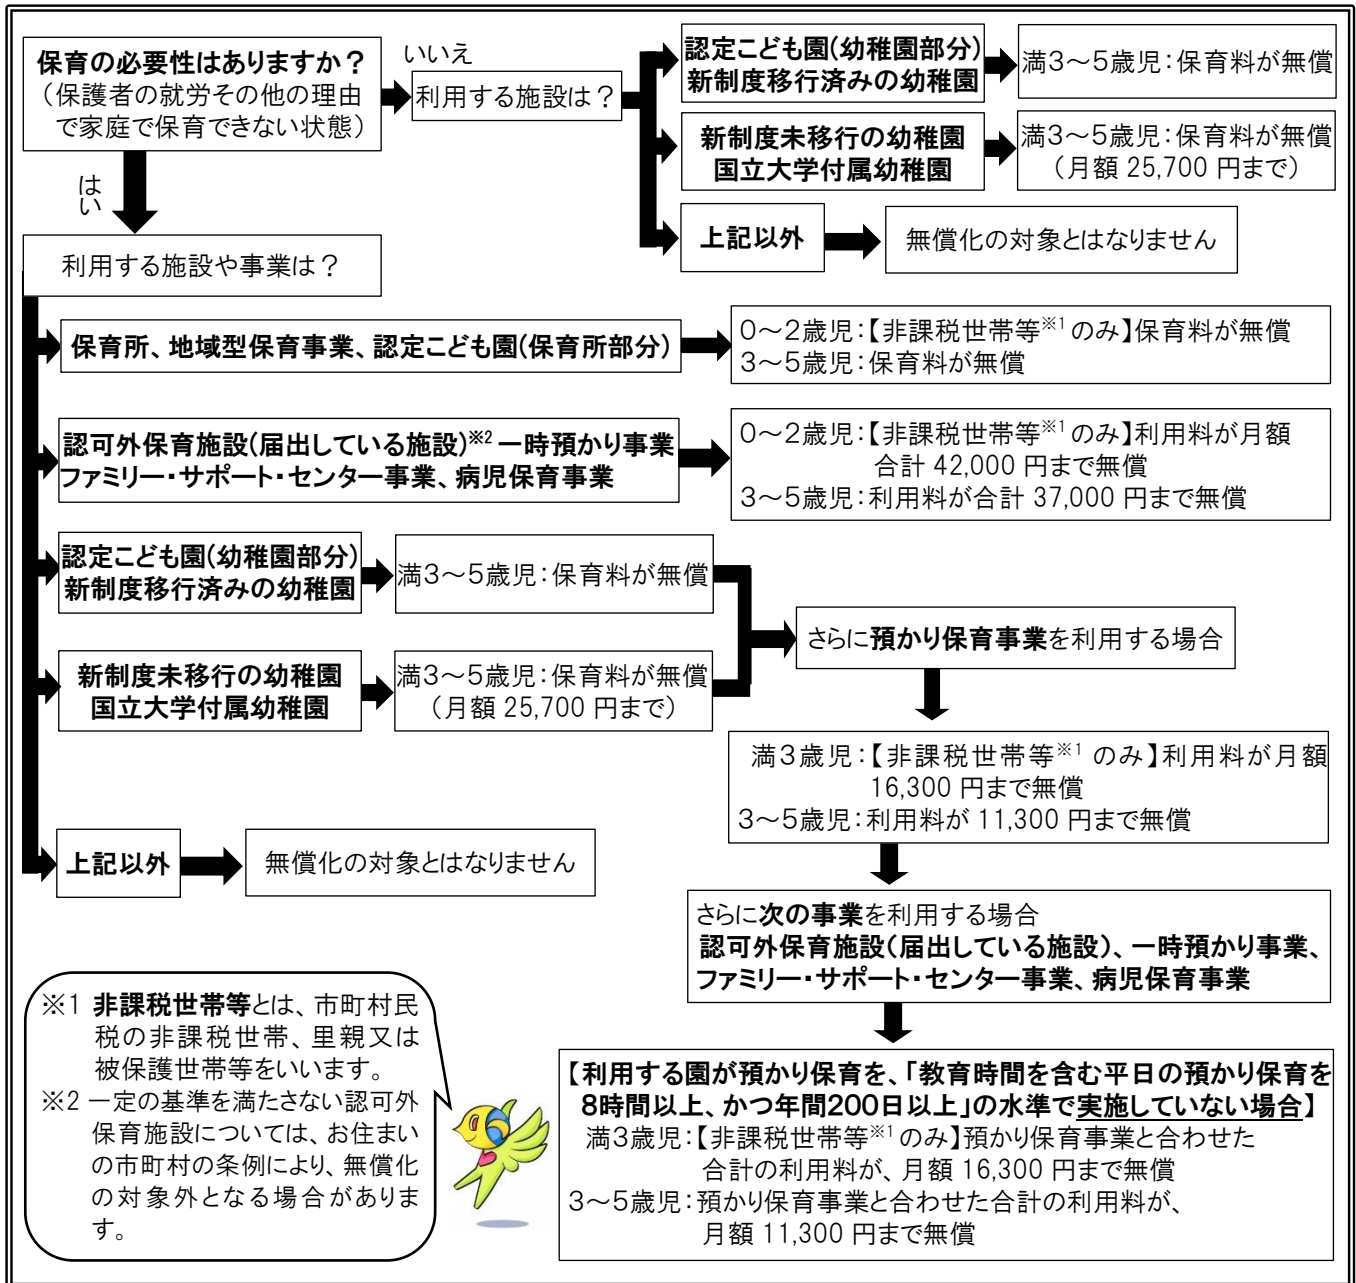 保育の必要性はありますか？
（保護者の就労その他の理由
で家庭で保育できない状態）
いいえ
利用する施設は？
認定こども園(幼稚園部分)
新制度移行済みの幼稚園
満３～５歳児：保育料が無償
新制度未移行の幼稚園
国立大学付属幼稚園
満３～５歳児：保育料が無償
（月額 25,700 円まで）
上記以外
無償化の対象とはなりません
はい
利用する施設や事業は？
保育所、地域型保育事業、認定こども園(保育所部分)
０～２歳児：【非課税世帯等※1 のみ】保育料が無償
３～５歳児：保育料が無償
認可外保育施設(届出している施設)※2 一時預かり事業
ファミリー・サポート・センター事業、病児保育事業
０～２歳児：【非課税世帯等※1 のみ】利用料が月額
合計 42,000 円まで無償
３～５歳児：利用料が合計 37,000 円まで無償
認定こども園(幼稚園部分)
新制度移行済みの幼稚園
満３～５歳児：保育料が無償
新制度未移行の幼稚園
国立大学付属幼稚園
満３～５歳児：保育料が無償
（月額 25,700 円まで）
さらに預かり保育事業を利用する場合
満３歳児：【非課税世帯等※1 のみ】利用料が月額
16,300 円まで無償
３～５歳児：利用料が 11,300 円まで無償
上記以外
無償化の対象とはなりません
さらに次の事業を利用する場合
認可外保育施設(届出している施設)、一時預かり事業、
ファミリー・サポート・センター事業、病児保育事業
【利用する園が預かり保育を、「教育時間を含む平日の預かり保育を
８時間以上、かつ年間２００日以上」の水準で実施していない場合】
満３歳児：【非課税世帯等※1 のみ】預かり保育事業と合わせた
合計の利用料が、月額 16,300 円まで無償
３～５歳児：預かり保育事業と合わせた合計の利用料が、
月額 11,300 円まで無償
※１ 非課税世帯等とは、市町村民
税の非課税世帯、里親又は
被保護世帯等をいいます。
※２ 一定の基準を満たさない認可外
保育施設については、お住まい
の市町村の条例により、無償化
の対象外となる場合がありま
す。